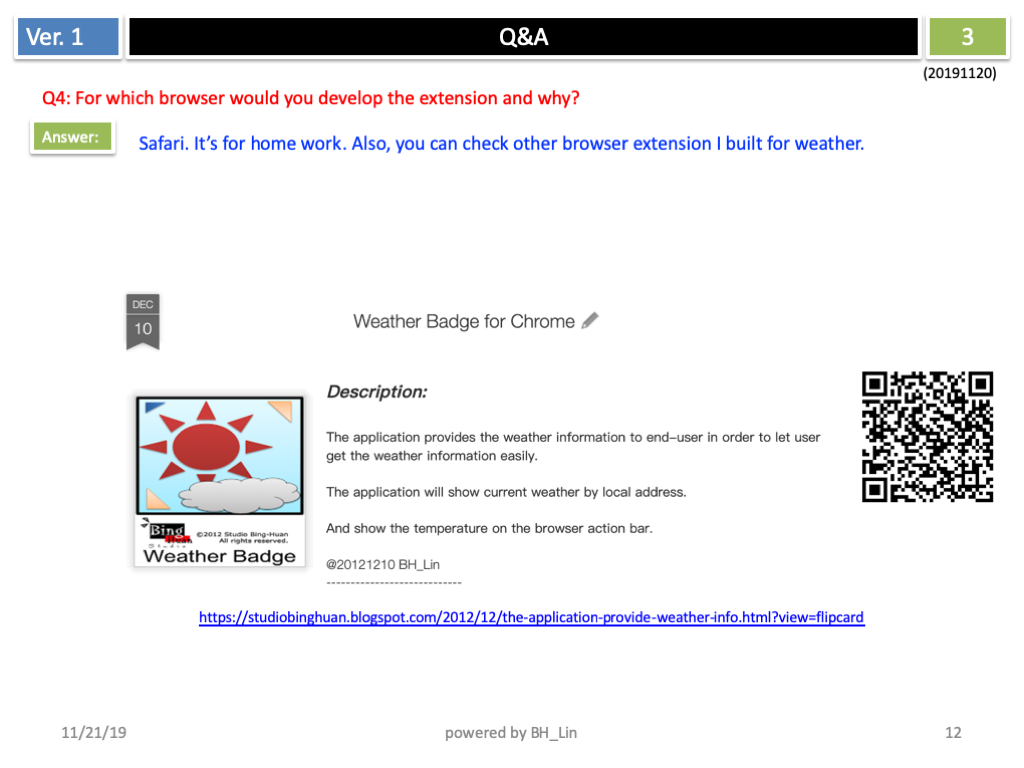 Ver. 1
Q&A
3
(20191120)
Q4: For which browser would you develop the extension and why?
Answer:
Safari. It’s for home work. Also, you can check other browser extension I built for weather.
DEC
10
Weather Badge for Chrome
Description:
The application provides the weather information to end-user in order to let user
get the weather information easily.
The application will show current weather by local address.
And show the temperature on the browser action bar.
@20121210 BH_Lin
----------------------------
Bing
©2012 Studio Bing-Huan
All rights reserved.
Studio
Weather Badge
https://studiobinghuan.blogspot.com/2012/12/the-application-provide-weather-info.html?view=flipcard
11/21/19
powered by BH_Lin
12